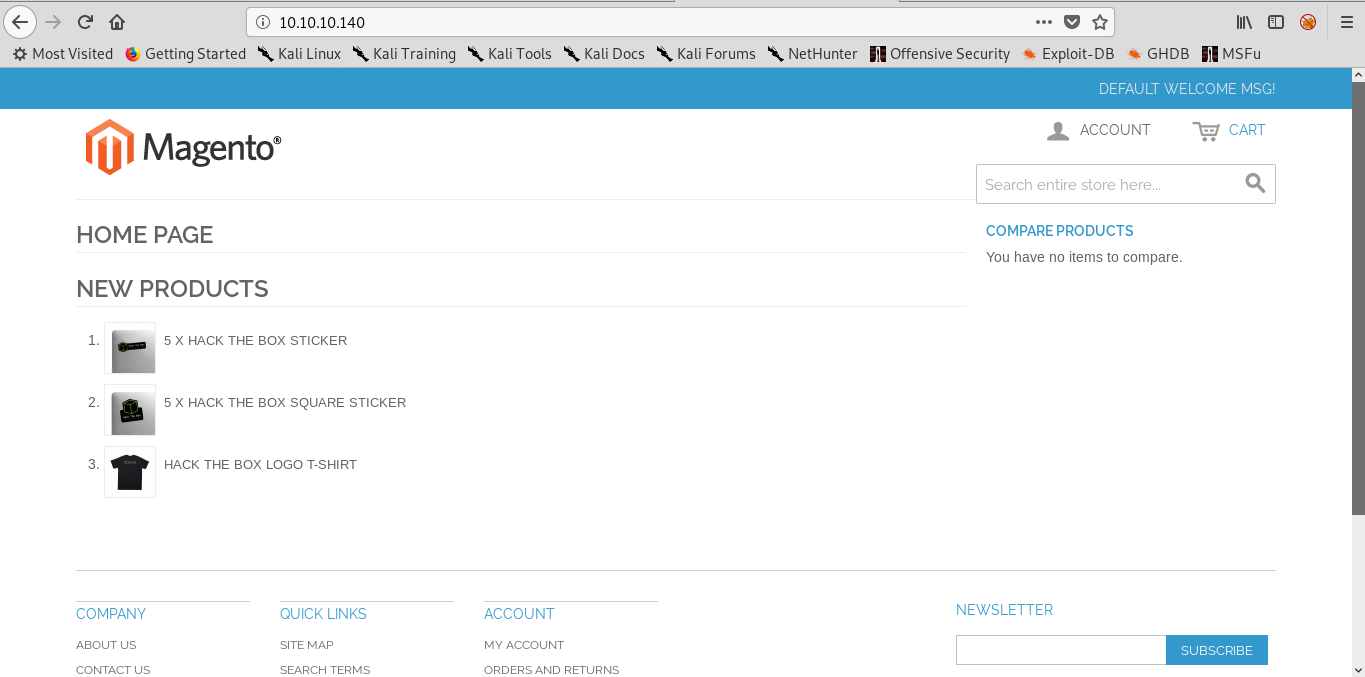 10.10.10.140
Most Visited Getting Started Kali Linux Kali Training Kali Tools Kali Docs Kali Forums NetHunter Offensive Security Exploit-DB GHDB MSFu
DEFAULT WELCOME MSG!
Magento®
ACCOUNT CART
Search entire store here...
HOME PAGE
COMPARE PRODUCTS
You have no items to compare.
NEW PRODUCTS
1. 5 X HACK THE BOX STICKER
2. 5 X HACK THE BOX SQUARE STICKER
3. HACK THE BOX LOGO T-SHIRT
COMPANY QUICK LINKS ACCOUNT NEWSLETTER
ABOUT US SITE MAP MY ACCOUNT SUBSCRIBE
CONTACT US SEARCH TERMS ORDERS AND RETURNS